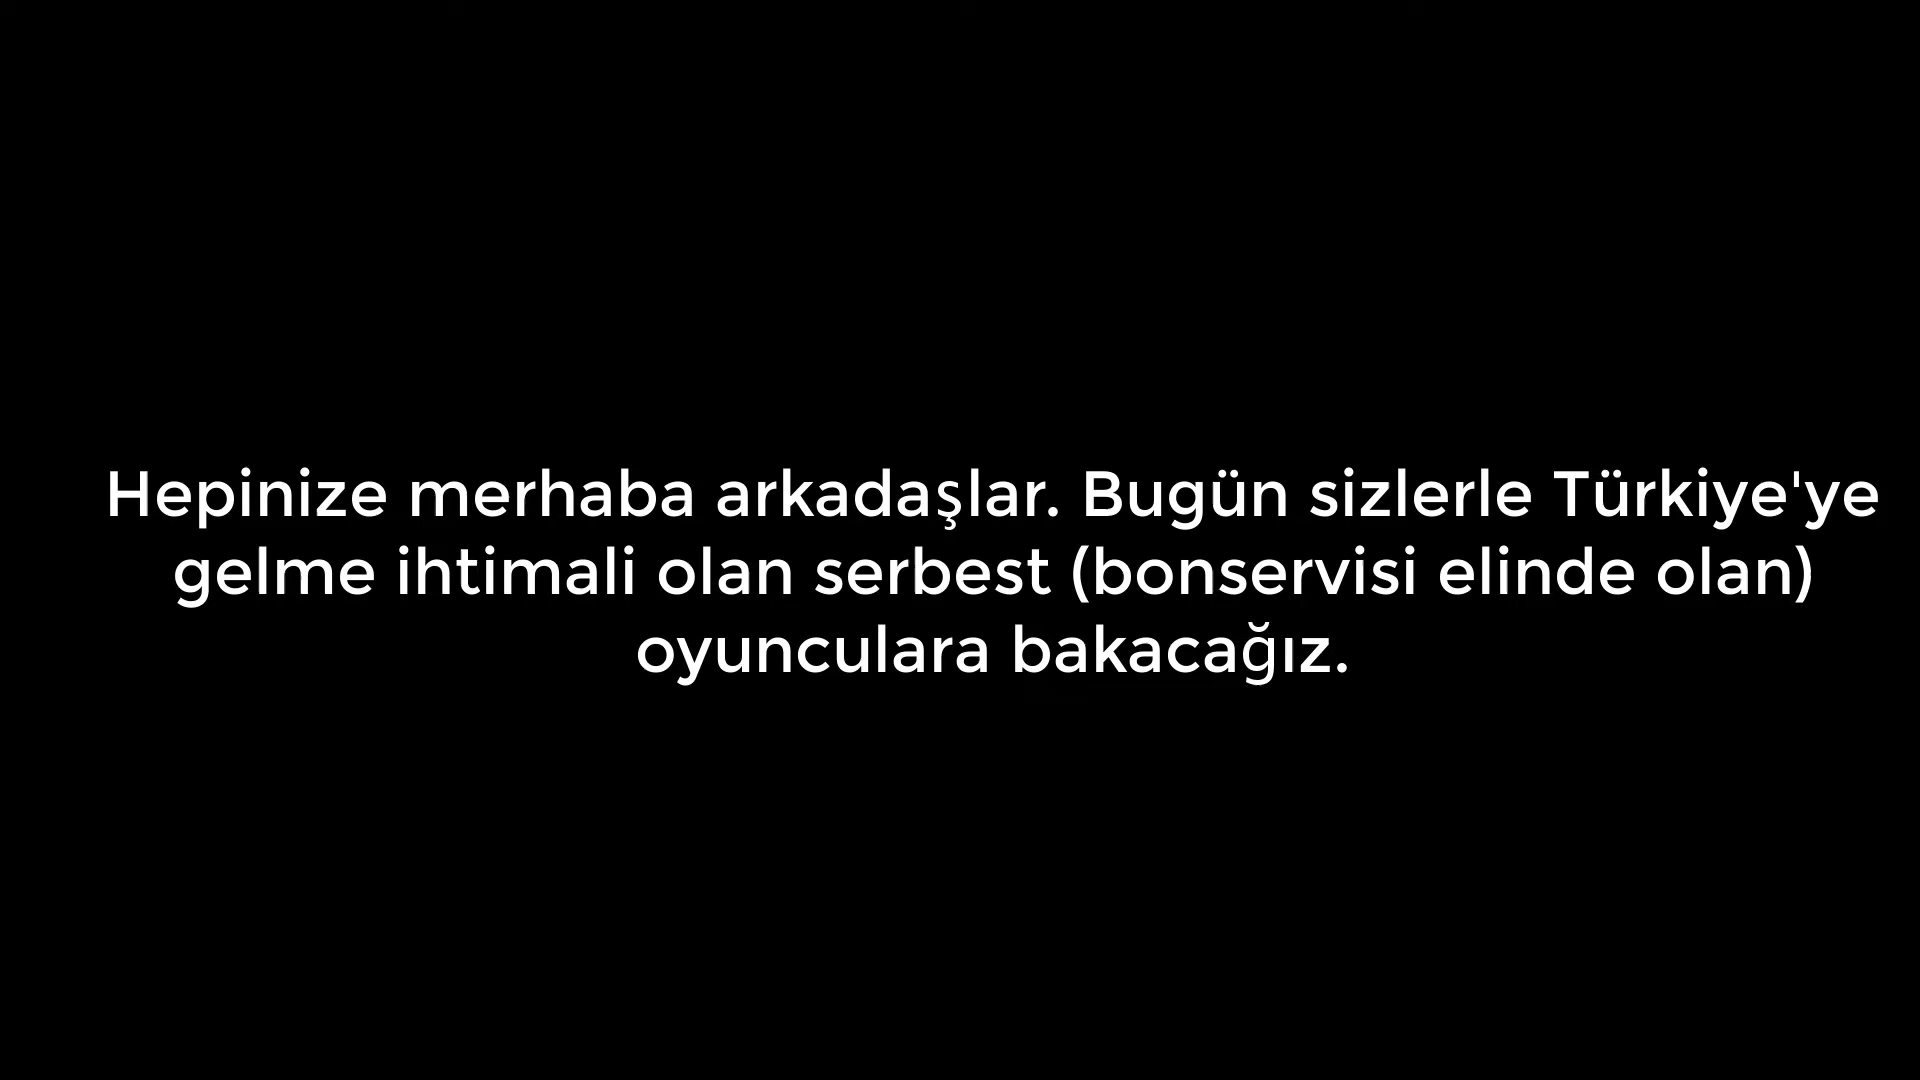 Hepinize merhaba arkadaşlar. Bugün sizlerle Türkiye'ye
gelme ihtimali olan serbest (bonservisi elinde olan)
oyunculara bakacağız.